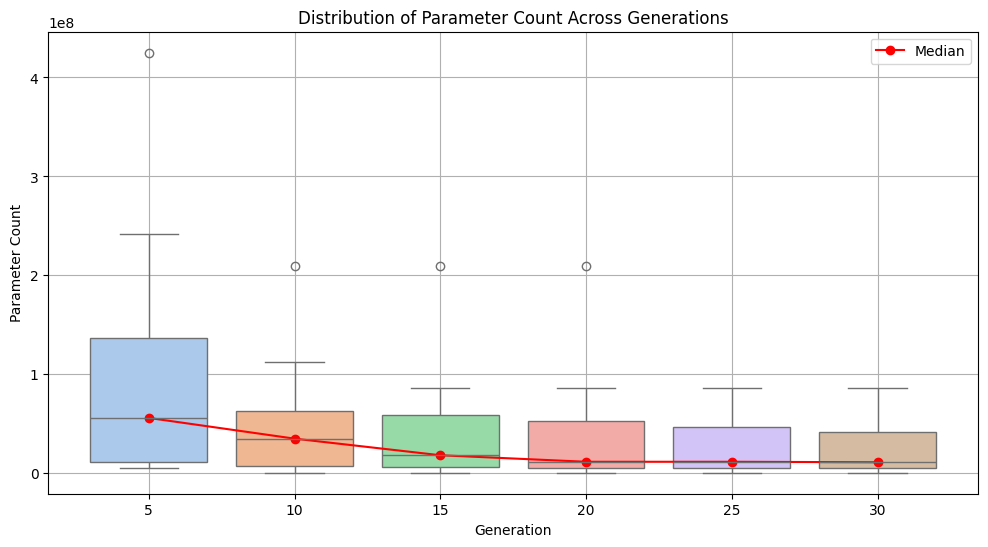 Distribution of Parameter Count Across Generations
1e8
Median
4
3
2
1
0
Parameter Count
5 10 15 20 25 30
Generation